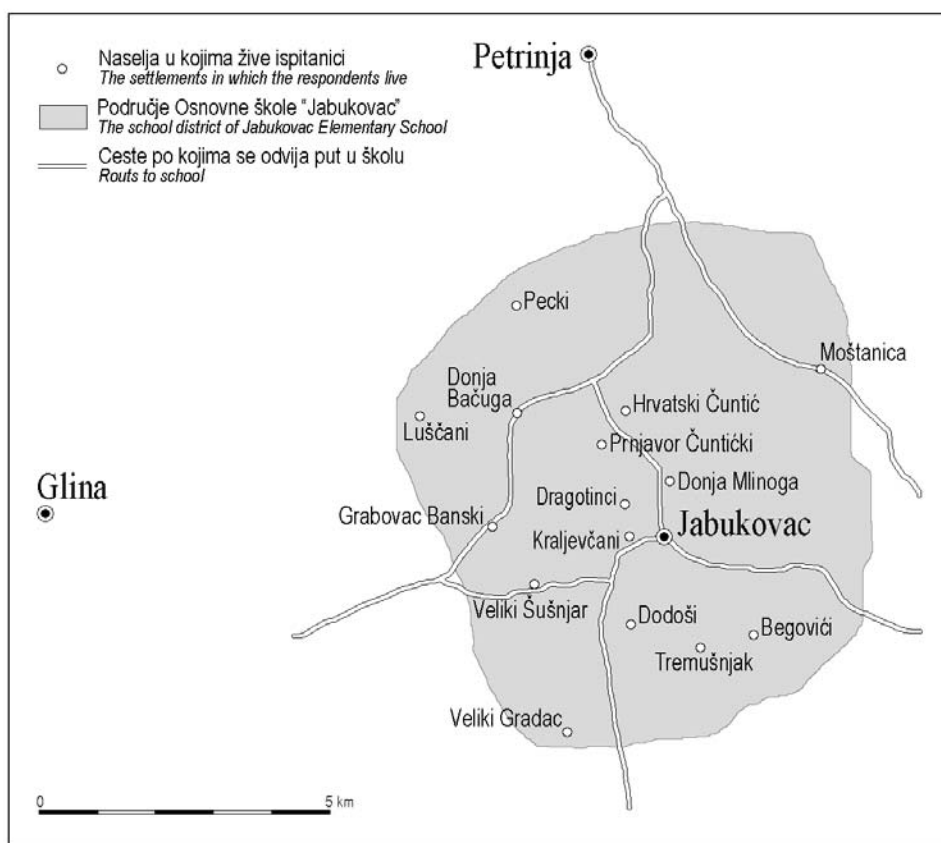 Naselja u kojima žive ispitanici
The settlements in which the respondents live
Područje Osnovne škole "Jabukovac"
The school district of Jabukovac Elementary School
Ceste po kojima se odvija put u školu
Routs to school
Petrinja
Pecki
Moštanica
Donja
Bačuga
Hrvatski Čuntić
Luščani
Prnjavor Čuntićki
Glina
Donja Mlinoga
Dragotinci
Grabovac Banski
Jabukovac
Kraljevčani
Veliki Šušnjar
Dodoši
Begovići
Tremušnjak
Veliki Gradac
0
5 km